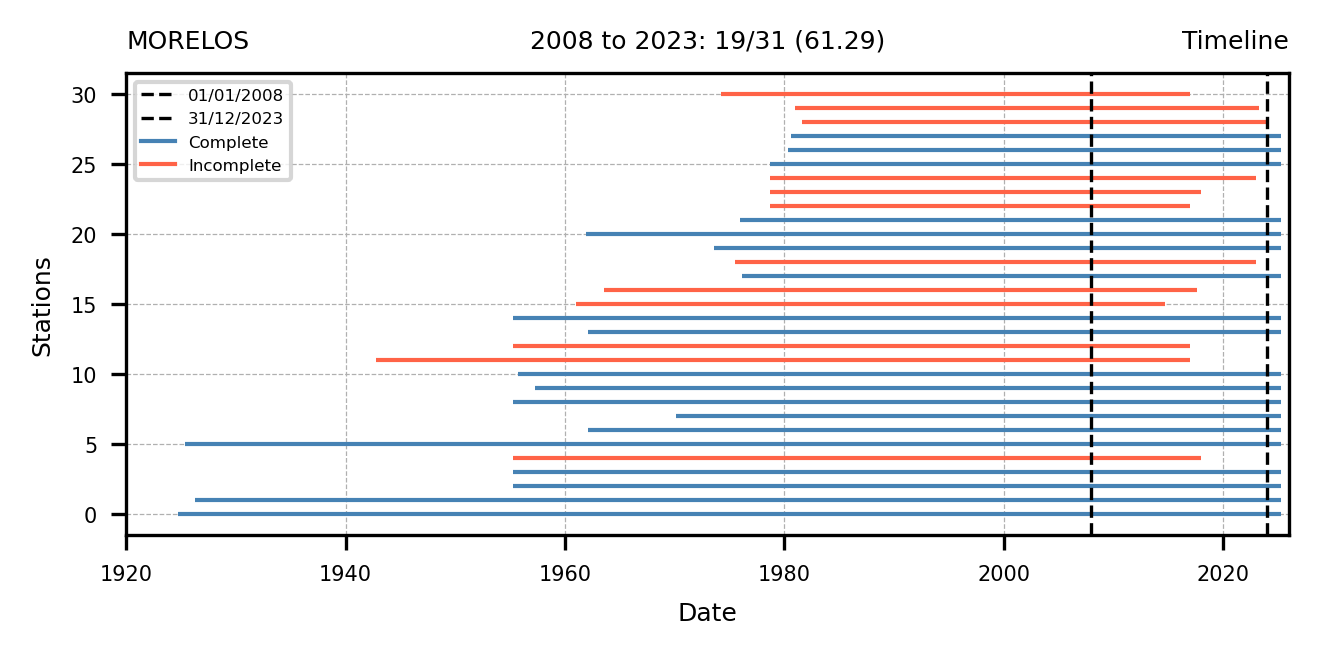 MORELOS 2008 to 2023: 19/31 (61.29) Timeline
01/01/2008
31/12/2023
Complete
Incomplete
30
25
20
15
10
5
0
Stations
1920 1940 1960 1980 2000 2020
Date